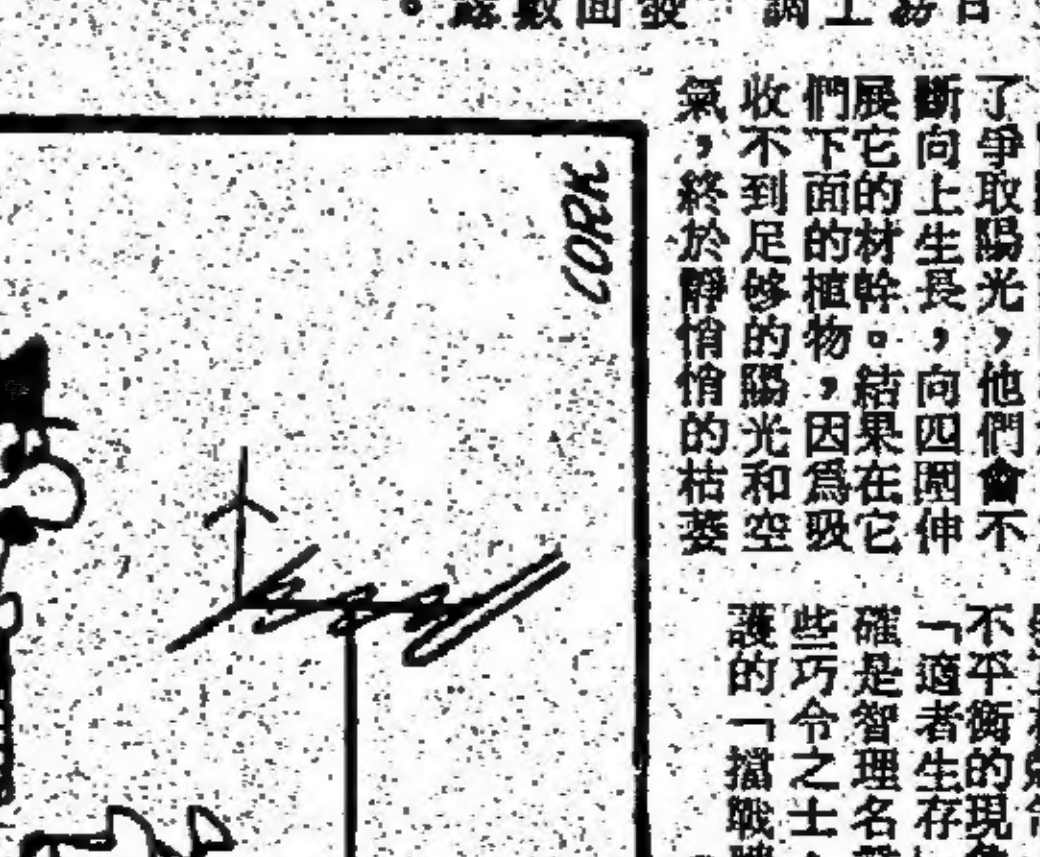 了爭取陽光，他們會不
斷向上生長，向四圍伸
展它的材幹。結果在它
們下面的植物，因爲吸
收不到足够的陽光和空
氣，終於靜悄悄的枯萎
不平衡的現
「適者生存
確是智理名
些巧令之士
護的「擋戰
CORK